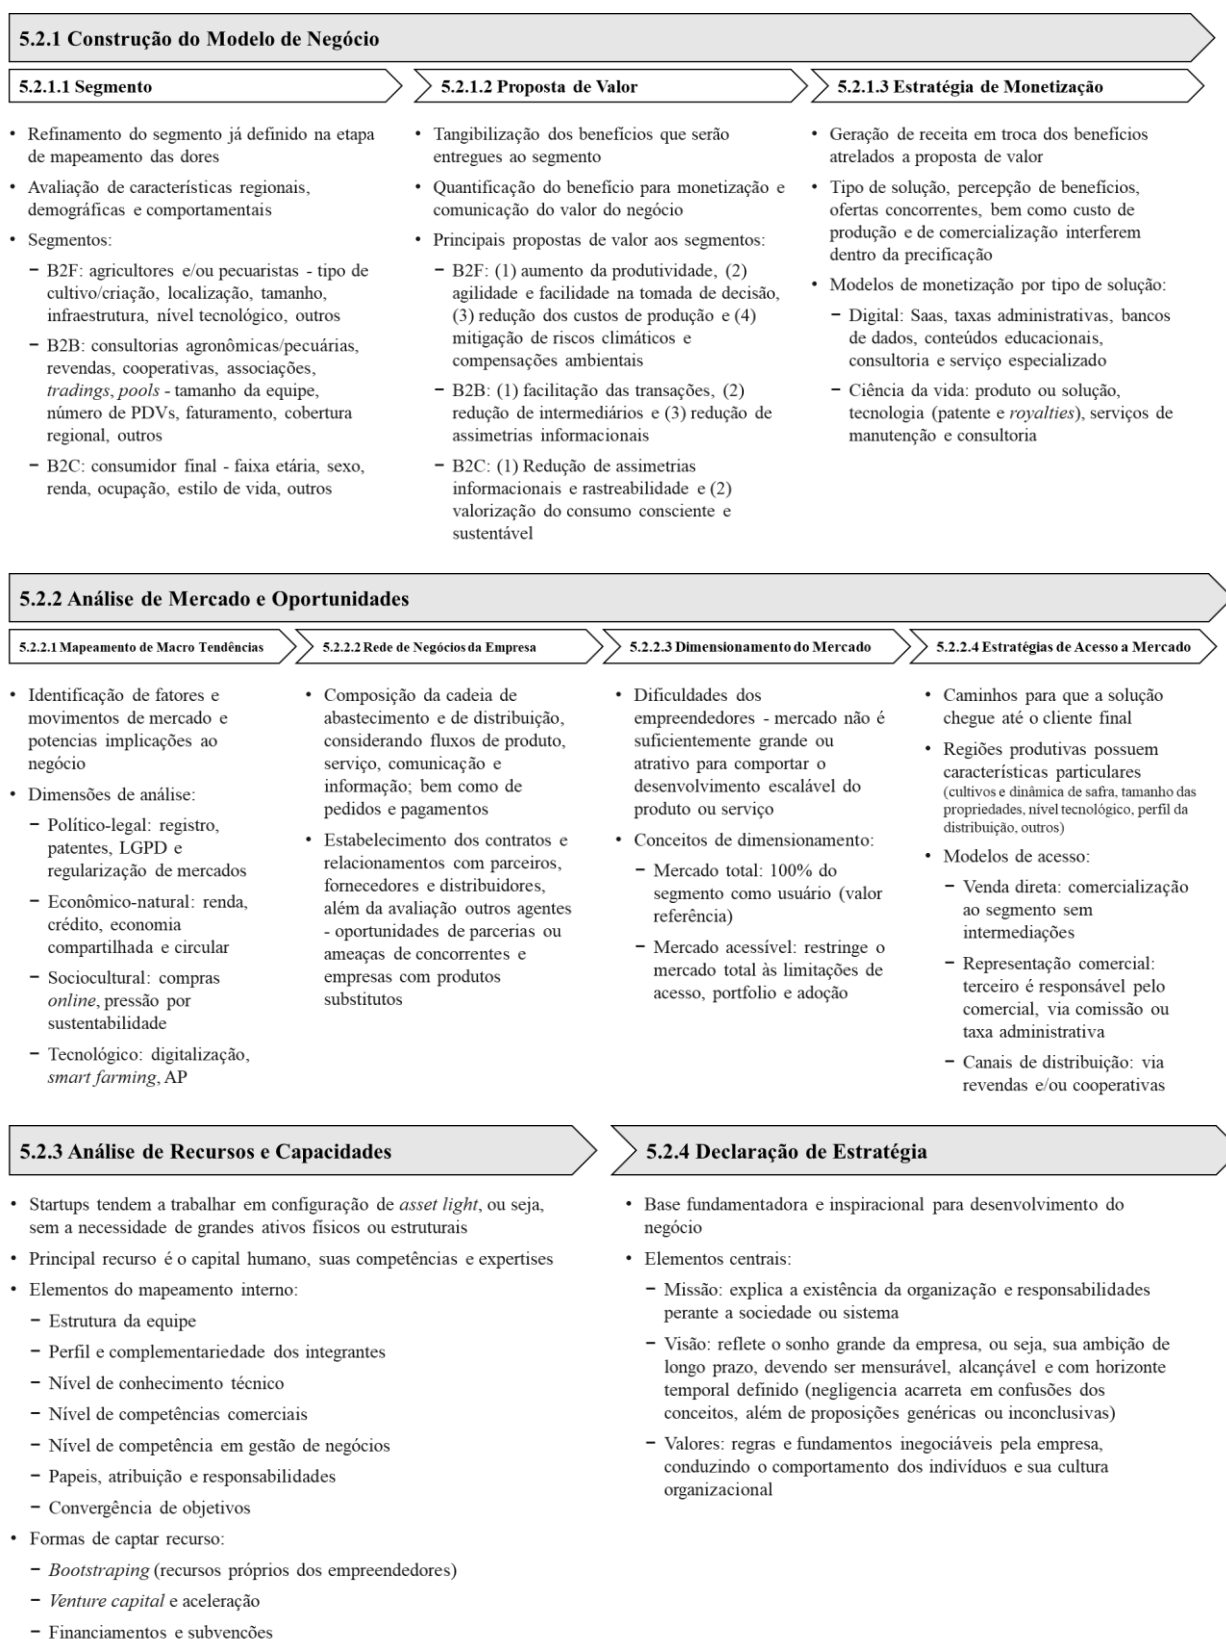 5.2.1 Construção do Modelo de Negócio
5.2.1.1 Segmento
• Refinamento do segmento já definido na etapa
de mapeamento das dores
• Avaliação de características regionais,
demográficas e comportamentais
• Segmentos:
− B2F: agricultores e/ou pecuaristas - tipo de
cultivo/criação, localização, tamanho,
infraestrutura, nível tecnológico, outros
− B2B: consultorias agronômicas/pecuárias,
revendas, cooperativas, associações,
tradings, pools - tamanho da equipe,
número de PDVs, faturamento, cobertura
regional, outros
− B2C: consumidor final - faixa etária, sexo,
renda, ocupação, estilo de vida, outros
5.2.1.2 Proposta de Valor
• Tangibilização dos benefícios que serão
entregues ao segmento
• Quantificação do benefício para monetização e
comunicação do valor do negócio
• Principais propostas de valor aos segmentos:
− B2F: (1) aumento da produtividade, (2)
agilidade e facilidade na tomada de decisão,
(3) redução dos custos de produção e (4)
mitigação de riscos climáticos e
compensações ambientais
− B2B: (1) facilitação das transações, (2)
redução de intermediários e (3) redução de
assimetrias informacionais
− B2C: (1) Redução de assimetrias
informacionais e rastreabilidade e (2)
valorização do consumo consciente e
sustentável
5.2.1.3 Estratégia de Monetização
• Geração de receita em troca dos benefícios
atrelados a proposta de valor
• Tipo de solução, percepção de benefícios,
ofertas concorrentes, bem como custo de
produção e de comercialização interferem
dentro da precificação
• Modelos de monetização por tipo de solução:
− Digital: Saas, taxas administrativas, bancos
de dados, conteúdos educacionais,
consultoria e serviço especializado
− Ciência da vida: produto ou solução,
tecnologia (patente e royalties), serviços de
manutenção e consultoria
5.2.2 Análise de Mercado e Oportunidades
5.2.2.1 Mapeamento de Macro Tendências
• Identificação de fatores e
movimentos de mercado e
potencias implicações ao
negócio
• Dimensões de análise:
− Político-legal: registro,
patentes, LGPD e
regularização de mercados
− Econômico-natural: renda,
crédito, economia
compartilhada e circular
− Sociocultural: compras
online, pressão por
sustentabilidade
− Tecnológico: digitalização,
smart farming, AP
5.2.2.2 Rede de Negócios da Empresa
• Composição da cadeia de
abastecimento e de distribuição,
considerando fluxos de produto,
serviço, comunicação e
informação; bem como de
pedidos e pagamentos
• Estabelecimento dos contratos e
relacionamentos com parceiros,
fornecedores e distribuidores,
além da avaliação outros agentes
- oportunidades de parcerias ou
ameaças de concorrentes e
empresas com produtos
substitutos
5.2.2.3 Dimensionamento do Mercado
• Dificuldades dos
empreendedores - mercado não é
suficientemente grande ou
atrativo para comportar o
desenvolvimento escalável do
produto ou serviço
• Conceitos de dimensionamento:
− Mercado total: 100% do
segmento como usuário (valor
referência)
− Mercado acessível: restringe o
mercado total às limitações de
acesso, portfolio e adoção
5.2.2.4 Estratégias de Acesso a Mercado
• Caminhos para que a solução
chegue até o cliente final
• Regiões produtivas possuem
características particulares
(cultivos e dinâmica de safra, tamanho das
propriedades, nível tecnológico, perfil da
distribuição, outros)
• Modelos de acesso:
− Venda direta: comercialização
ao segmento sem
intermediações
− Representação comercial:
terceiro é responsável pelo
comercial, via comissão ou
taxa administrativa
− Canais de distribuição: via
revendas e/ou cooperativas
5.2.3 Análise de Recursos e Capacidades
• Startups tendem a trabalhar em configuração de asset light, ou seja,
sem a necessidade de grandes ativos físicos ou estruturais
• Principal recurso é o capital humano, suas competências e expertises
• Elementos do mapeamento interno:
− Estrutura da equipe
− Perfil e complementariedade dos integrantes
− Nível de conhecimento técnico
− Nível de competências comerciais
− Nível de competência em gestão de negócios
− Papeis, atribuição e responsabilidades
− Convergência de objetivos
• Formas de captar recurso:
− Bootstraping (recursos próprios dos empreendedores)
− Venture capital e aceleração
− Financiamentos e subvenções
5.2.4 Declaração de Estratégia
• Base fundamentadora e inspiracional para desenvolvimento do
negócio
• Elementos centrais:
− Missão: explica a existência da organização e responsabilidades
perante a sociedade ou sistema
− Visão: reflete o sonho grande da empresa, ou seja, sua ambição de
longo prazo, devendo ser mensurável, alcançável e com horizonte
temporal definido (negligencia acarreta em confusões dos
conceitos, além de proposições genéricas ou inconclusivas)
− Valores: regras e fundamentos inegociáveis pela empresa,
conduzindo o comportamento dos indivíduos e sua cultura
organizacional